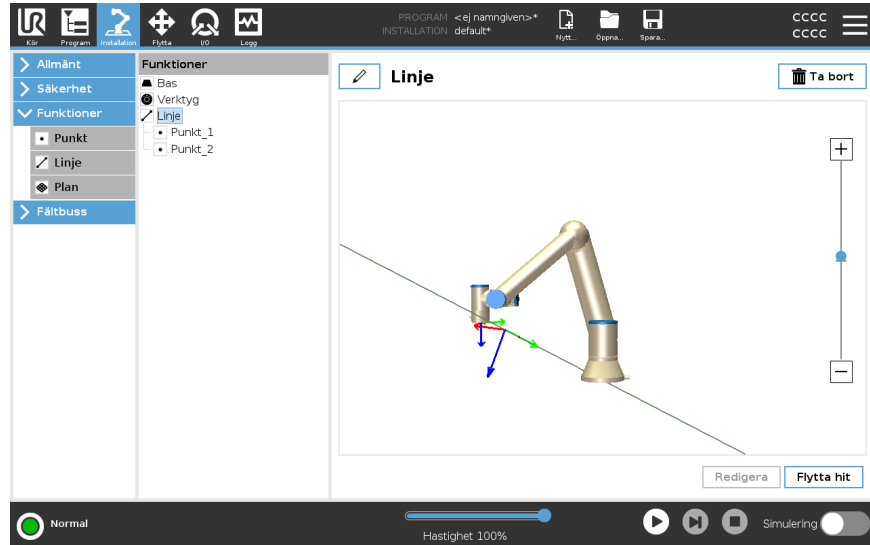 UR
Kör
Program
Installation
Flytta
I/O
Logg
PROGRAM <ej namngiven>*
INSTALLATION default*
Nytt...
Öppna...
Spara...
cccc
cccc
Allmänt
Säkerhet
Funktioner
Punkt
Linje
Plan
Fältbuss
Funktioner
Bas
Verktyg
Linje
Punkt_1
Punkt_2
Linje
Ta bort
Redigera
Flytta hit
Normal
Hastighet 100%
Simulering